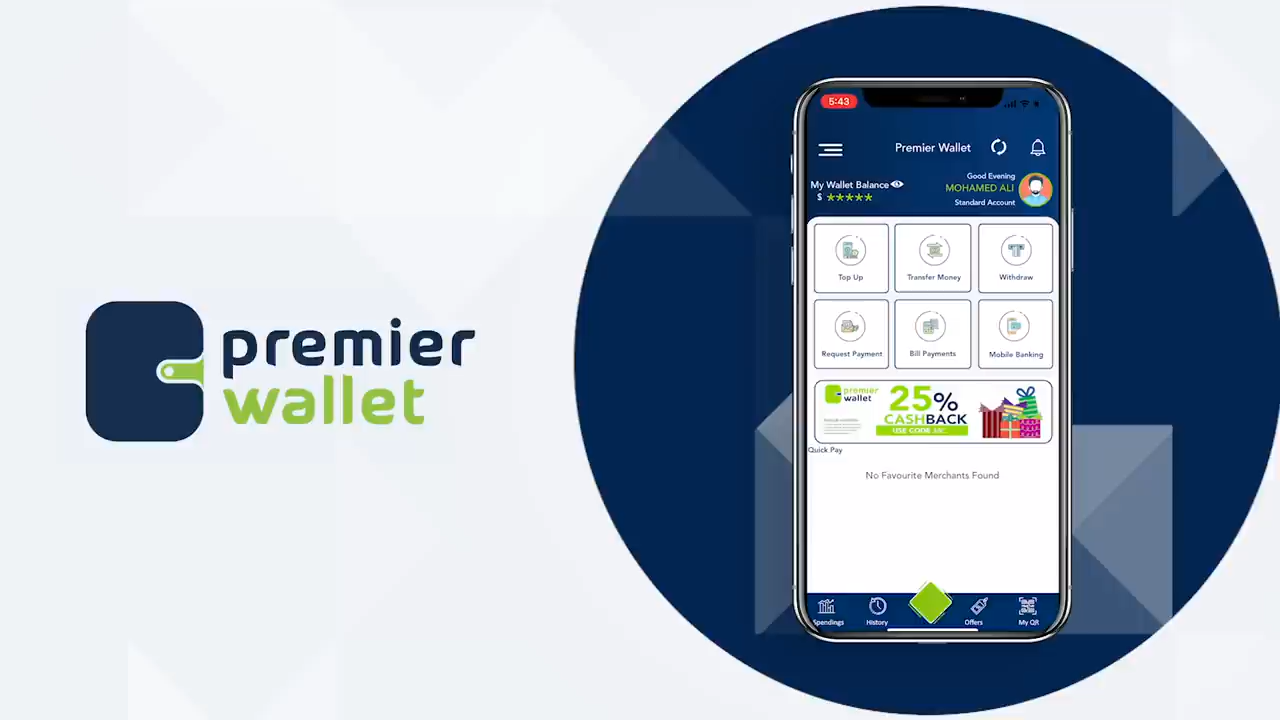 premier
wallet
5:43
Premier Wallet
My Wallet Balance
$ *****
Good Evening
MOHAMED ALI
Standard Account
Top Up
Transfer Money
Withdraw
Request Payment
Bill Payments
Mobile Banking
premier
wallet
25%
CASHBACK
USE CODE
Quick Pay
No Favourite Merchants Found
Spendings
History
Offers
My QR